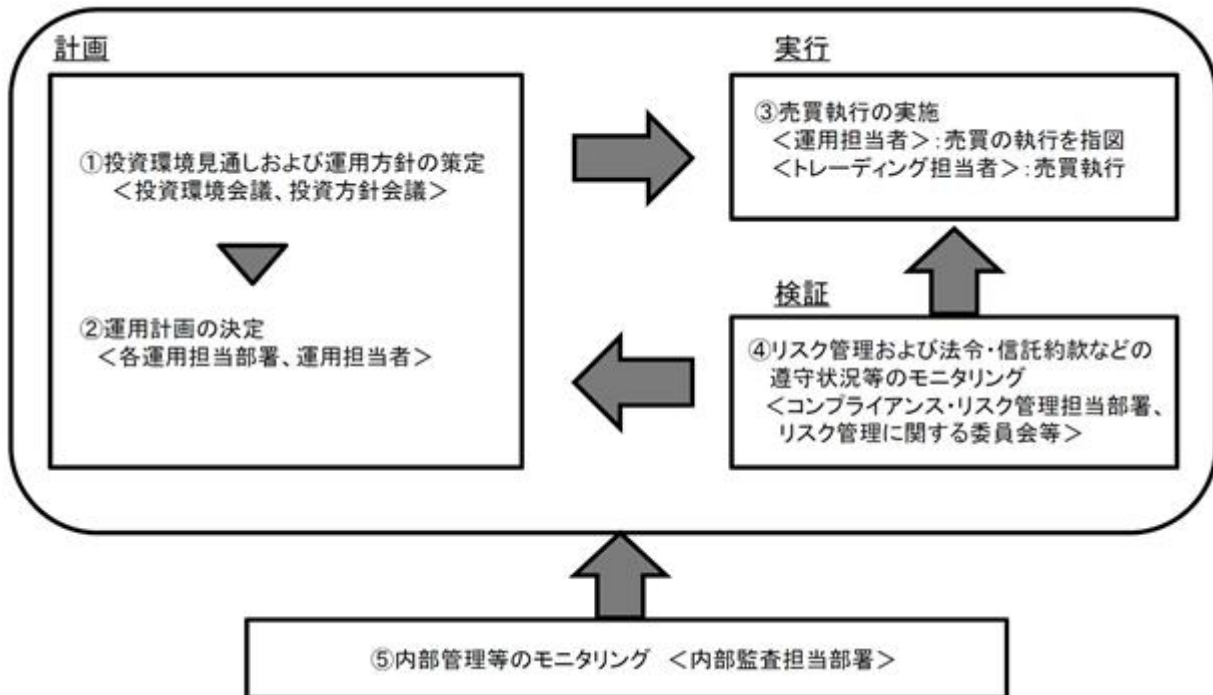 計画
①投資環境見通しおよび運用方針の策定
＜投資環境会議、投資方針会議＞
②運用計画の決定
＜各運用担当部署、運用担当者＞
実行
③売買執行の実施
＜運用担当者＞：売買の執行を指図
＜トレーディング担当者＞：売買執行
検証
④リスク管理および法令・信託約款などの
遵守状況等のモニタリング
＜コンプライアンス・リスク管理担当部署、
リスク管理に関する委員会等＞
⑤内部管理等のモニタリング ＜内部監査担当部署＞